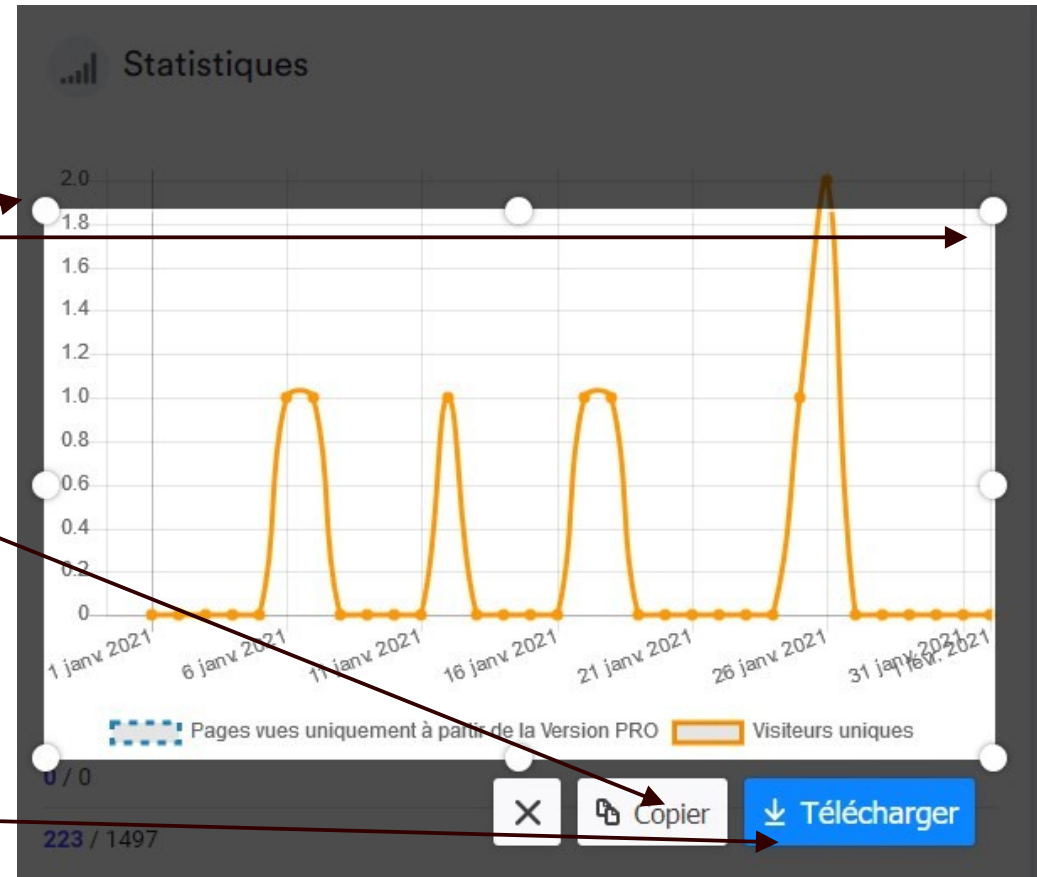 Statistiques
2.0
1.8
1.6
1.4
1.2
1.0
0.8
0.6
0.4
0.2
0
1 janv. 2021 6 janv. 2021 11 janv. 2021 16 janv. 2021 21 janv. 2021 26 janv. 2021 31 janv. 2021 1 févr. 2021
Pages vues uniquement à partir de la Version PRO Visiteurs uniques
0 / 0
Copier Télécharger
223 / 1497